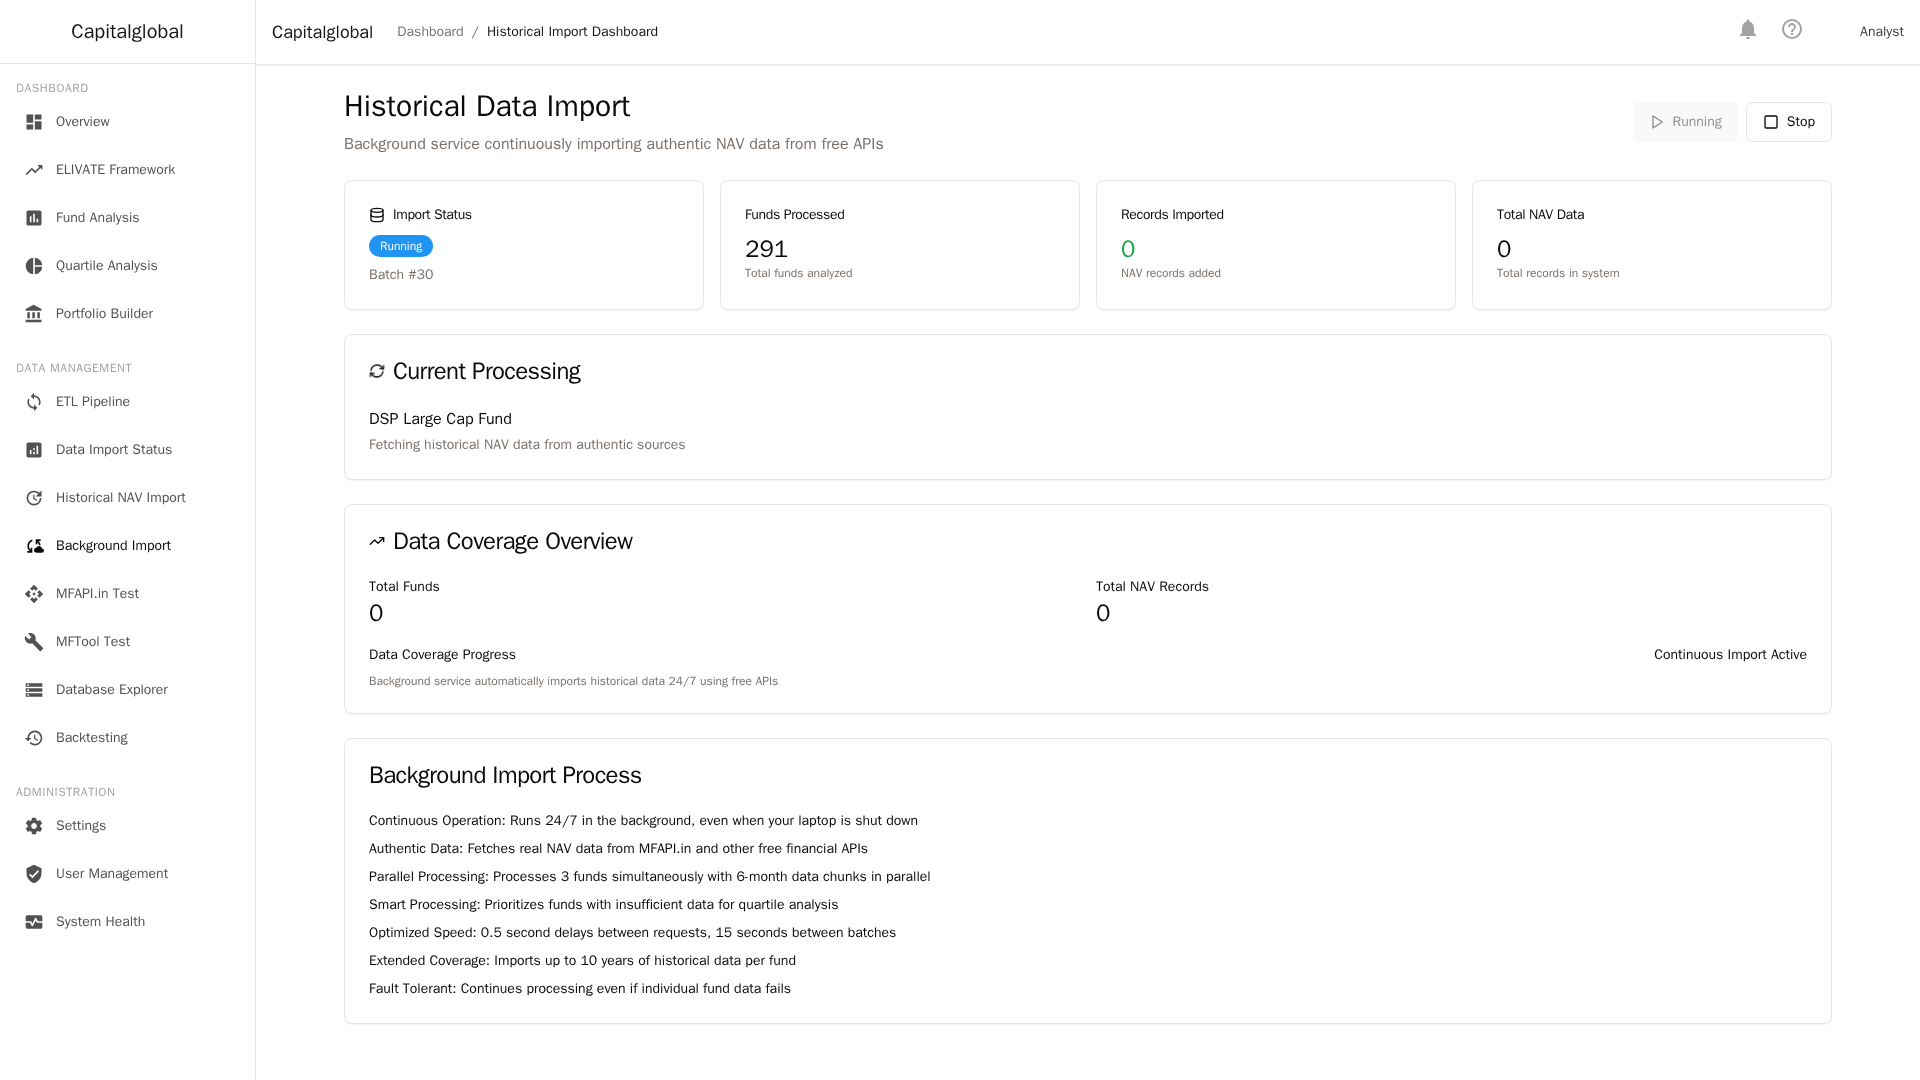 Capitalglobal
DASHBOARD
Overview
ELIVATE Framework
Fund Analysis
Quartile Analysis
Portfolio Builder
DATA MANAGEMENT
ETL Pipeline
Data Import Status
Historical NAV Import
Background Import
MFAPI.in Test
MFTool Test
Database Explorer
Backtesting
ADMINISTRATION
Settings
User Management
System Health
Capitalglobal
Dashboard / Historical Import Dashboard
Analyst
Historical Data Import
Background service continuously importing authentic NAV data from free APIs
Running
Stop
Import Status
Running
Batch #30
Funds Processed
291
Total funds analyzed
Records Imported
0
NAV records added
Total NAV Data
0
Total records in system
Current Processing
DSP Large Cap Fund
Fetching historical NAV data from authentic sources
Data Coverage Overview
Total Funds
0
Total NAV Records
0
Data Coverage Progress
Continuous Import Active
Background service automatically imports historical data 24/7 using free APIs
Background Import Process
Continuous Operation: Runs 24/7 in the background, even when your laptop is shut down
Authentic Data: Fetches real NAV data from MFAPI.in and other free financial APIs
Parallel Processing: Processes 3 funds simultaneously with 6-month data chunks in parallel
Smart Processing: Prioritizes funds with insufficient data for quartile analysis
Optimized Speed: 0.5 second delays between requests, 15 seconds between batches
Extended Coverage: Imports up to 10 years of historical data per fund
Fault Tolerant: Continues processing even if individual fund data fails